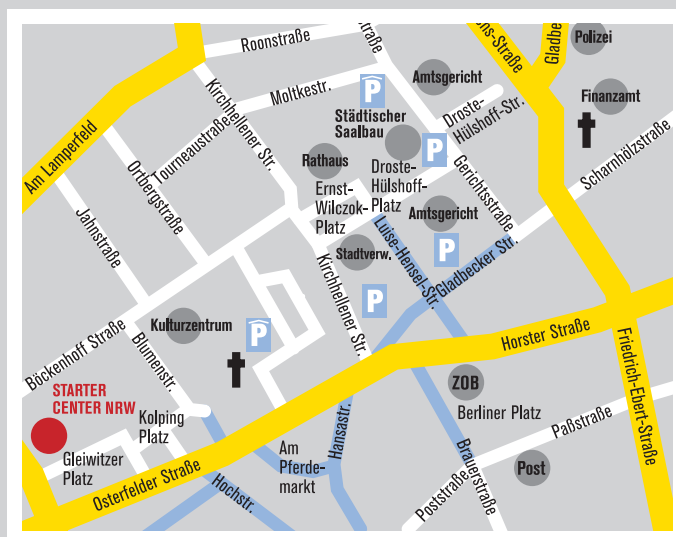 Roonstraße
straße
ns-Straße
Gladbe
Polizei
Kirchhellener Str.
Moltkestr.
P
Amtsgericht
Finanzamt
Städtischer
Saalbau
Droste-
Hülshoff-Str.
Am Lamperfeld
Tourneaustraße
Ortbergstraße
Rathaus
P
Scharnhölzstraße
Ernst-
Wilczok-
Platz
Droste-
Hülshoff-
Platz
Gerichtsstraße
Amtsgericht
Jahnstraße
Stadtverw.
P
Luise-Hensel-Str.
Gladbecker Str.
Kirchhellener Str.
P
Kulturzentrum
P
Böckenhoff Straße
Blumenstr.
Horster Straße
Friedrich-Ebert-Straße
STARTER
CENTER NRW
Kolping
Platz
ZOB
Berliner Platz
Gleiwitzer
Platz
Hansastr.
Paßstraße
Am
Pferde-
markt
Brauerstraße
Post
Osterfelder Straße
Hochstr.
Poststraße